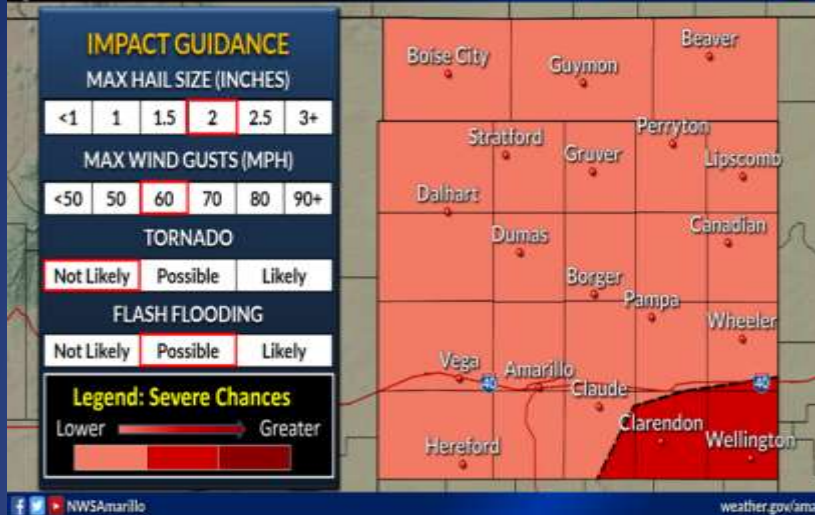 IMPACT GUIDANCE
MAX HAIL SIZE (INCHES)
<1 1 1.5 2 2.5 3+
MAX WIND GUSTS (MPH)
<50 50 60 70 80 90+
TORNADO
Not Likely Possible Likely
FLASH FLOODING
Not Likely Possible Likely
Legend: Severe Chances
Lower Greater
Boise City
Guymon
Beaver
Stratford
Gruver
Perryton
Lipscomb
Dalhart
Dumas
Canadian
Borger
Pampa
Wheeler
Vega
40
Amarillo
Claude
40
Clarendon
Wellington
Hereford
NWSAmarillo